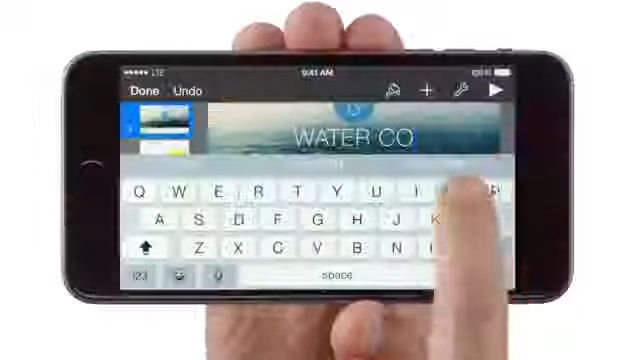 LTE 9:41 AM
Done Undo
WATER CO
Q W E R T Y U I
A S D F G H J K
Z X C V B N
123 space